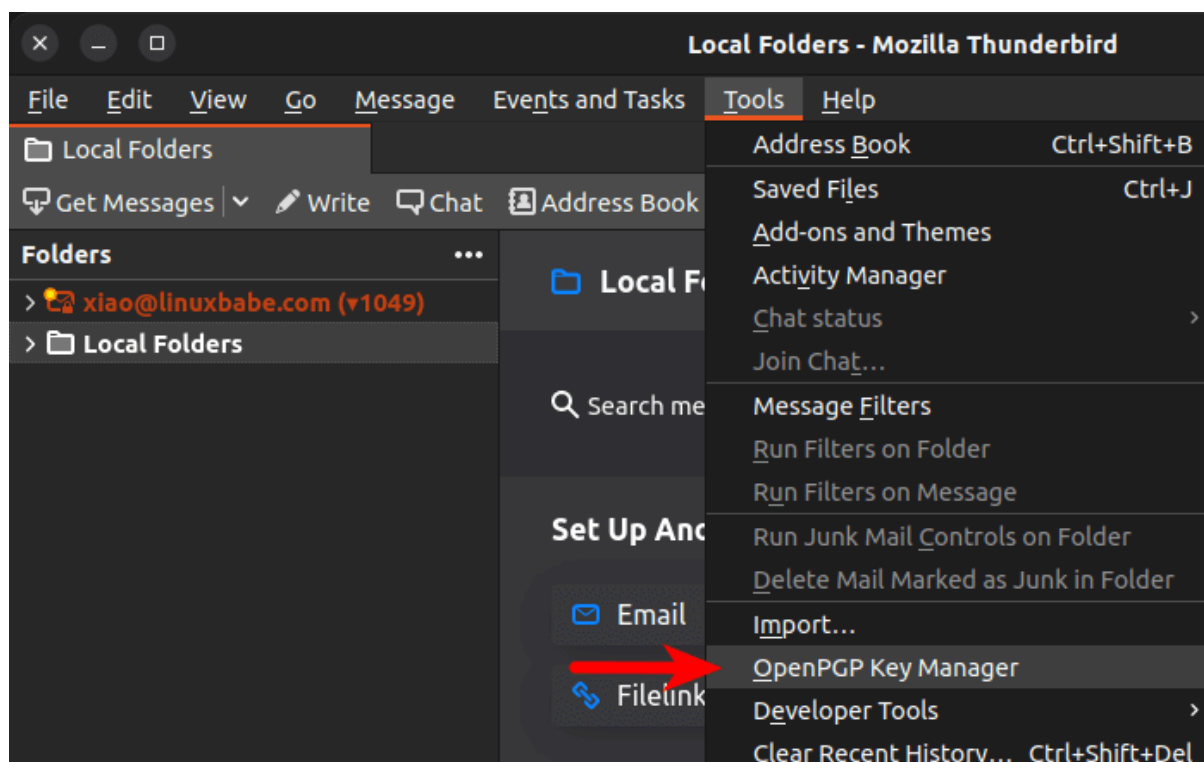 Local Folders - Mozilla Thunderbird
File Edit View Go Message Events and Tasks Tools Help
Local Folders
Get Messages Write Chat Address Book
Folders
xiao@linuxbabe.com (▾1049)
Local Folders
Local Fo
Search me
Set Up Ano
Email
Filelink
Address Book Ctrl+Shift+B
Saved Files Ctrl+J
Add-ons and Themes
Activity Manager
Chat status
Join Chat…
Message Filters
Run Filters on Folder
Run Filters on Message
Run Junk Mail Controls on Folder
Delete Mail Marked as Junk in Folder
Import…
OpenPGP Key Manager
Developer Tools
Clear Recent History… Ctrl+Shift+Del